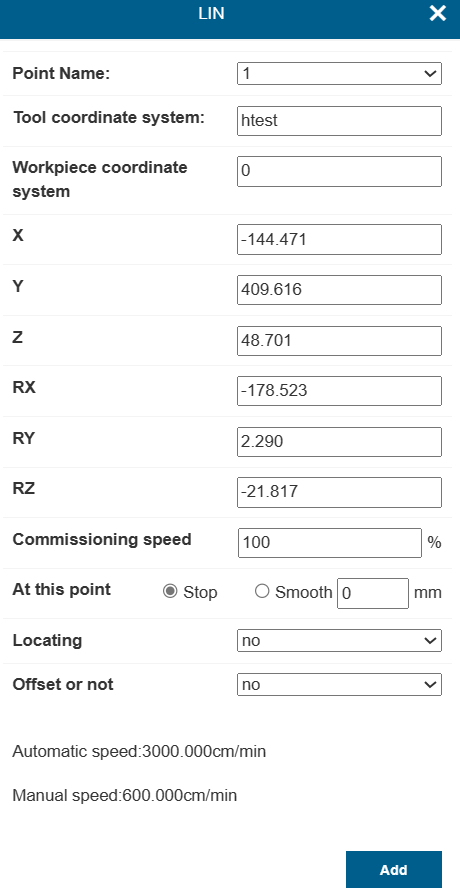 LIN
Point Name: 1
Tool coordinate system: htest
Workpiece coordinate 0
system
X -144.471
Y 409.616
Z 48.701
RX -178.523
RY 2.290
RZ -21.817
Commissioning speed 100 %
At this point Stop Smooth 0 mm
Locating no
Offset or not no
Automatic speed:3000.000cm/min
Manual speed:600.000cm/min
Add